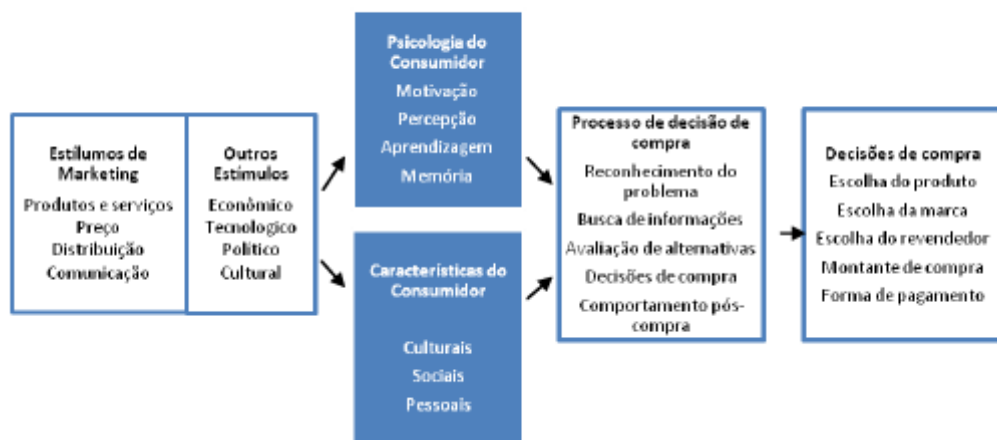 Estílumos de
Marketing
Produtos e serviços
Preço
Distribuição
Comunicação
Outros
Estímulos
Econômico
Tecnologico
Político
Cultural
Psicologia do
Consumidor
Motivação
Percepção
Aprendizagem
Memória
Características do
Consumidor
Culturais
Sociais
Pessoais
Processo de decisão de
compra
Reconhecimento do
problema
Busca de informações
Avaliação de alternativas
Decisões de compra
Comportamento pós-
compra
Decisões de compra
Escolha do produto
Escolha da marca
Escolha do revendedor
Montante de compra
Forma de pagamento